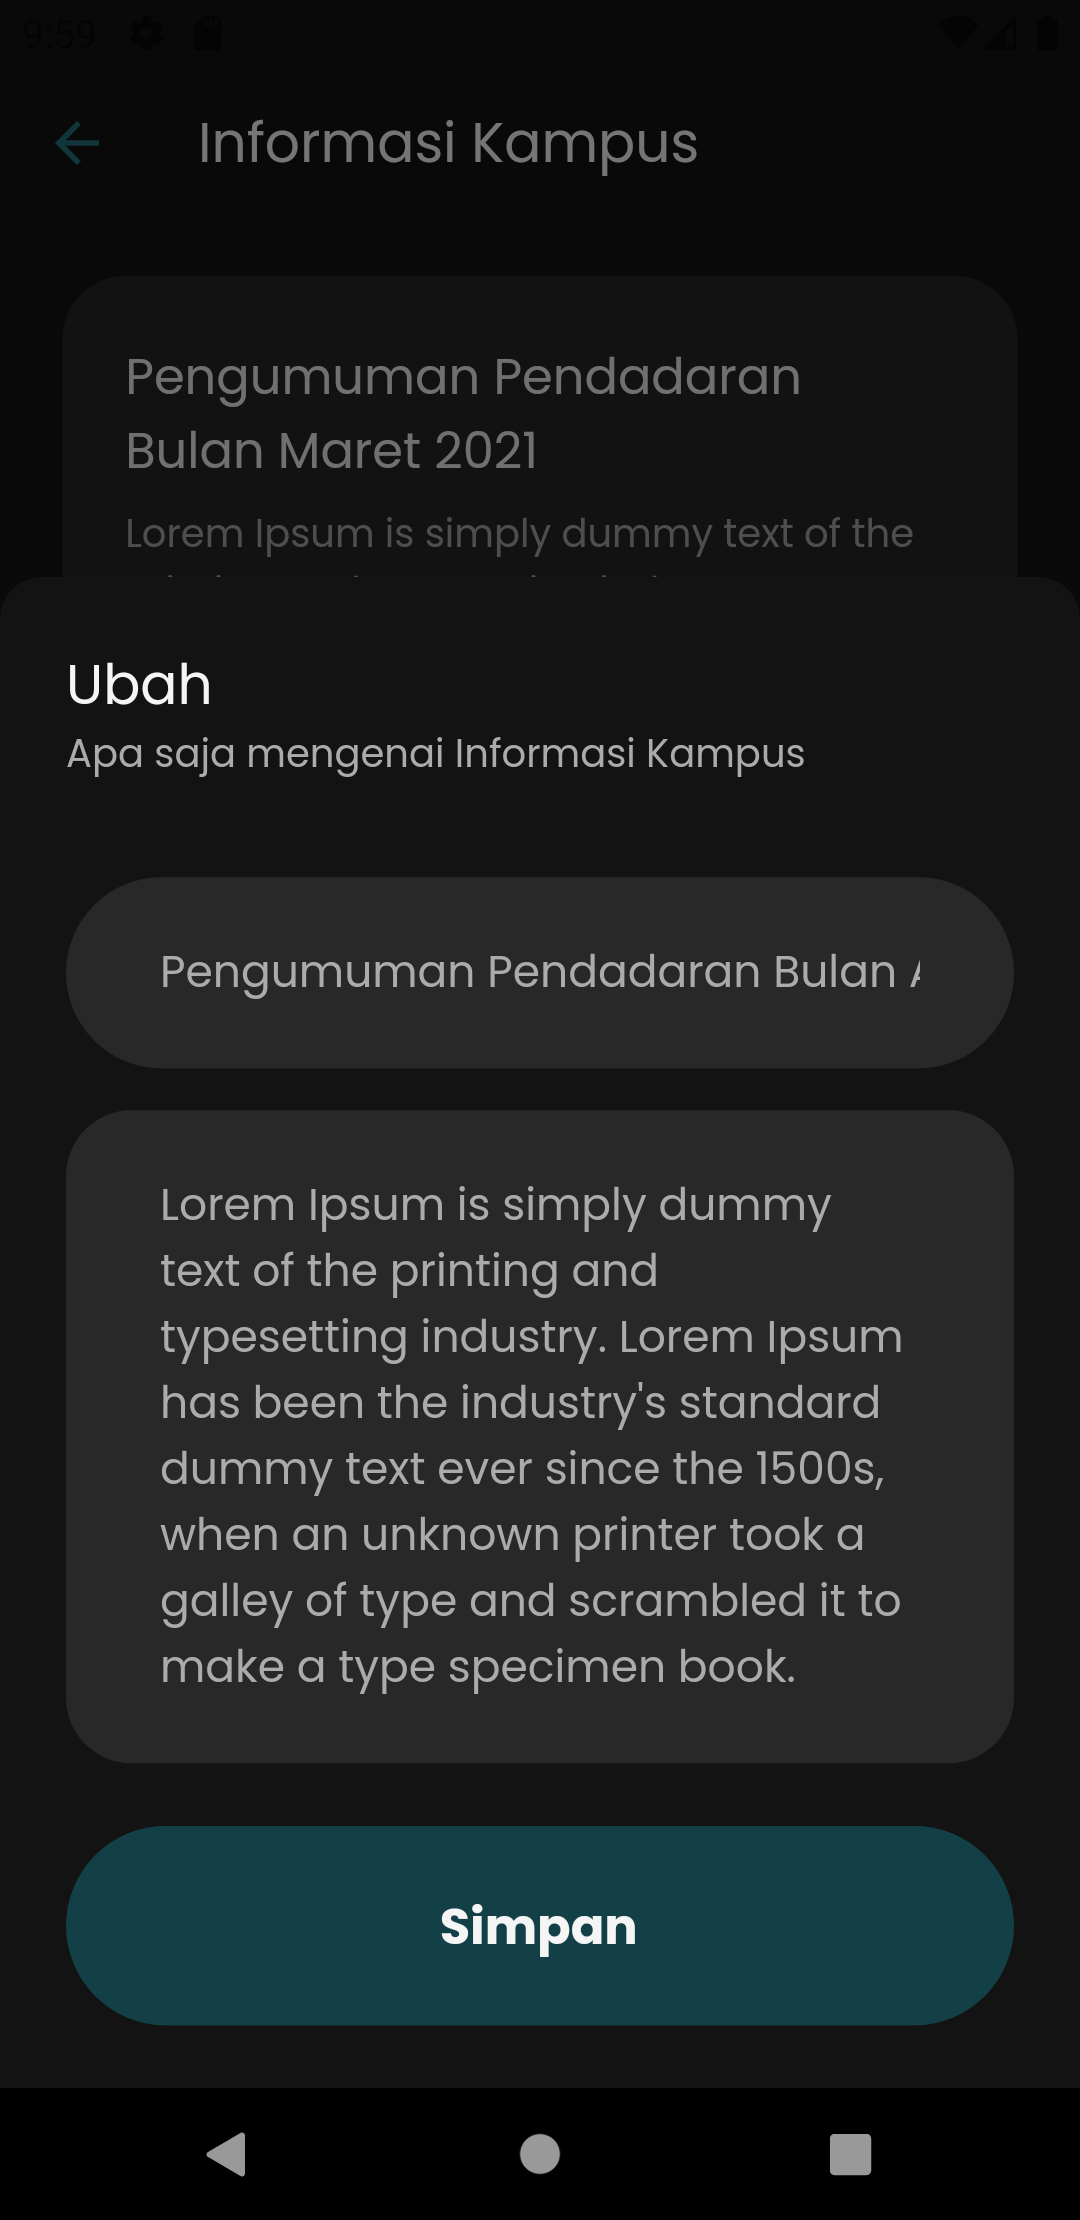 9:59
Informasi Kampus
Pengumuman Pendadaran
Bulan Maret 2021
Lorem Ipsum is simply dummy text of the
Ubah
Apa saja mengenai Informasi Kampus
Pengumuman Pendadaran Bulan
Lorem Ipsum is simply dummy
text of the printing and
typesetting industry. Lorem Ipsum
has been the industry's standard
dummy text ever since the 1500s,
when an unknown printer took a
galley of type and scrambled it to
make a type specimen book.
Simpan